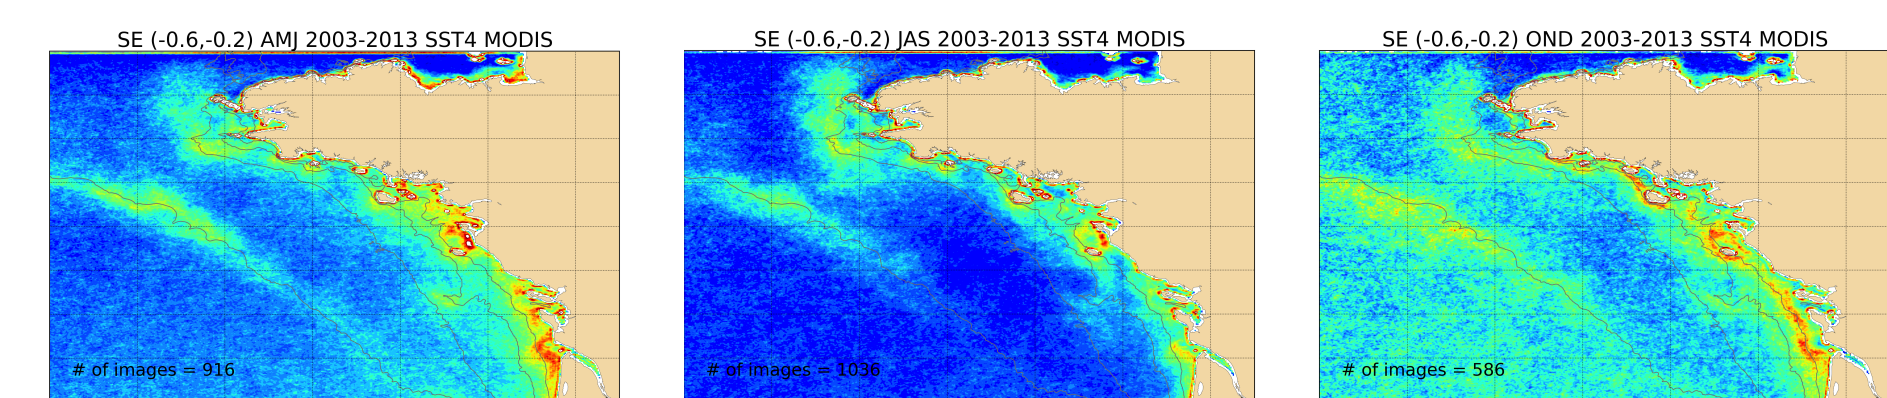 SE (-0.6,-0.2) AMJ 2003-2013 SST4 MODIS
# of images = 916
SE (-0.6,-0.2) JAS 2003-2013 SST4 MODIS
# of images = 1036
SE (-0.6,-0.2) OND 2003-2013 SST4 MODIS
# of images = 586